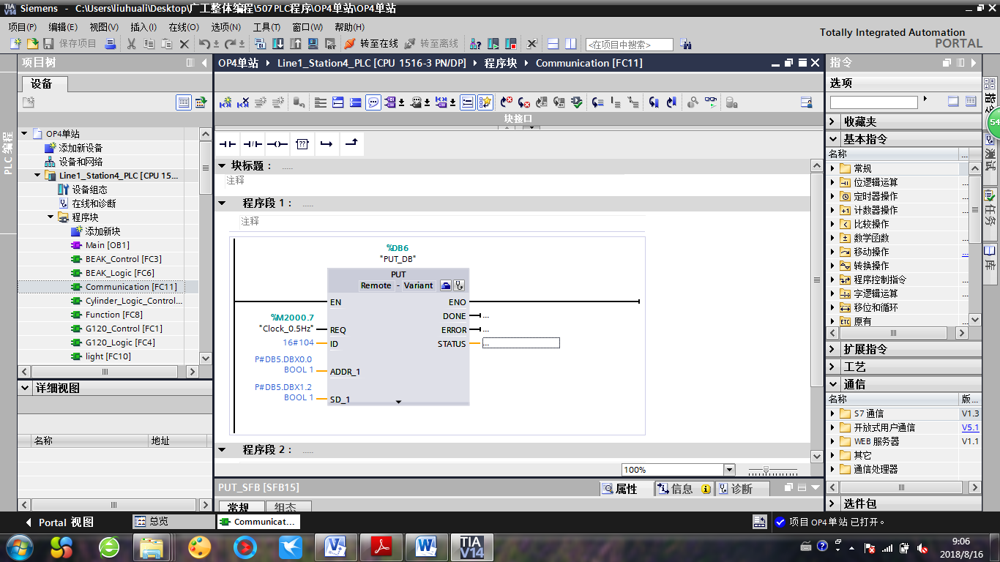 Siemens - C:\Users\liuhuali\Desktop\广工整体编程\507PLC程序\OP4单站\OP4单站
项目(P) 编辑(E) 视图(V) 插入(I) 在线(O) 选项(N) 工具(T) 窗口(W) 帮助(H)
Totally Integrated Automation
PORTAL
保存项目 转至在线 转至离线 <在项目中搜索>
项目树
设备
PLC 编程
OP4单站
添加新设备
设备和网络
Line1_Station4_PLC [CPU 15...
设备组态
在线和诊断
程序块
添加新块
Main [OB1]
BEAK_Control [FC3]
BEAK_Logic [FC6]
Communication [FC11]
Cylinder_Logic_Control...
Function [FC8]
G120_Control [FC1]
G120_Logic [FC4]
light [FC10]
详细视图
名称 地址
OP4单站 Line1_Station4_PLC [CPU 1516-3 PN/DP] 程序块 Communication [FC11]
块接口
块标题: .....
注释
程序段 1: .....
注释
%DB6
"PUT_DB"
PUT
Remote - Variant
EN ENO
DONE ...
%M2000.7
"Clock_0.5Hz" REQ ERROR ...
16#104 ID STATUS ...
P#DB5.DBX0.0
BOOL 1 ADDR_1
P#DB5.DBX1.2
BOOL 1 SD_1
程序段 2: .....
100%
PUT_SFB [SFB15]
属性 信息 诊断
常规 组态
指令
选项
收藏夹
基本指令
名称 ...
常规
位逻辑运算 ...
定时器操作 ...
计数器操作 ...
比较操作 ...
数学函数 ...
移动操作 ...
转换操作 ...
程序控制指令 ...
字逻辑运算 ...
移位和循环 ...
原有 ...
扩展指令
工艺
通信
名称 版...
S7 通信 V1.3
开放式用户通信 V5.1
WEB 服务器 V1.1
其它
通信处理器
选件包
54
测试
任务
库
Portal 视图 总览 Communicat... 项目 OP4单站 已打开。
TIA
V14
9:06
2018/8/16